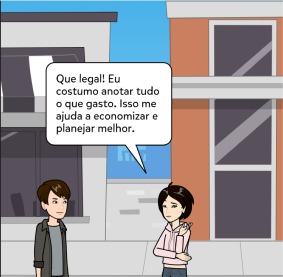 Que legal! Eu
costumo anotar tudo
o que gasto. Isso me
ajuda a economizar e
planejar melhor.